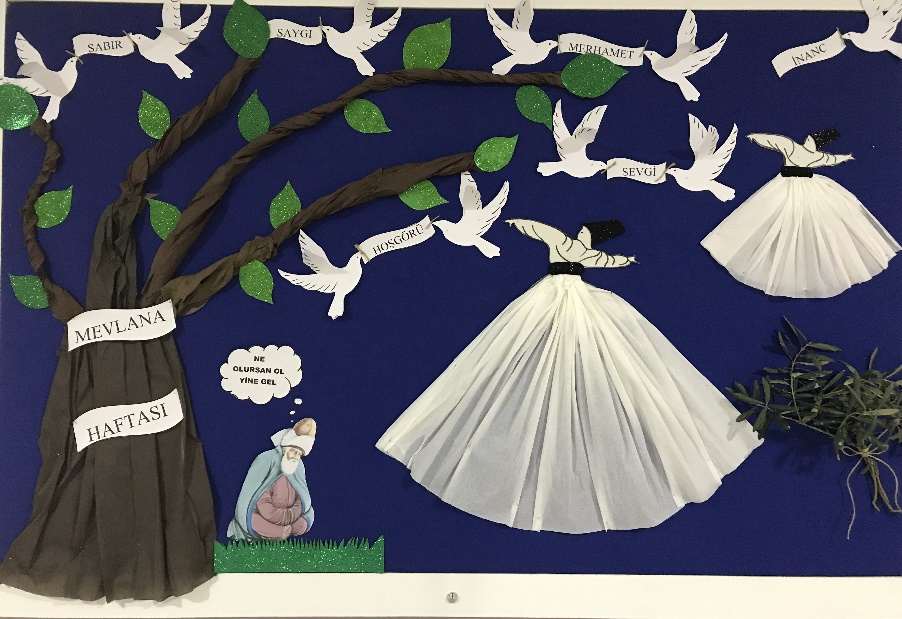 SABIR
SAYGI
MERHAMET
İNANÇ
SEVGİ
HOŞGÖRÜ
MEVLANA
HAFTASI
NE
OLURSAN OL
YİNE GEL